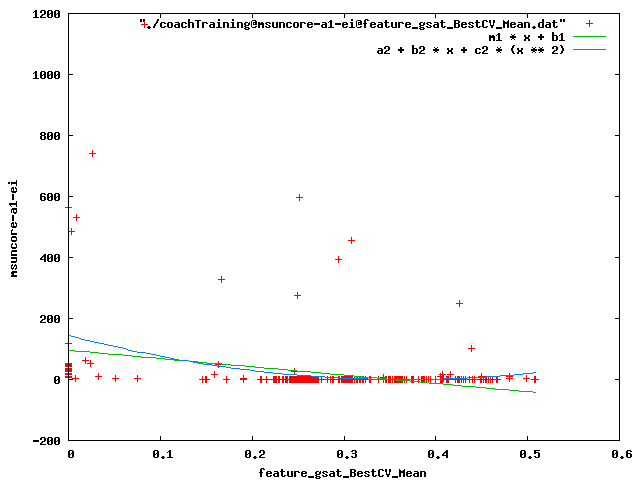 1200
1000
800
600
400
200
0
-200
0 0.1 0.2 0.3 0.4 0.5 0.6
msuncore-a1-ei
feature_gsat_BestCV_Mean
"./coachTraining@msuncore-a1-ei@feature_gsat_BestCV_Mean.dat"
m1 * x + b1
a2 + b2 * x + c2 * (x ** 2)